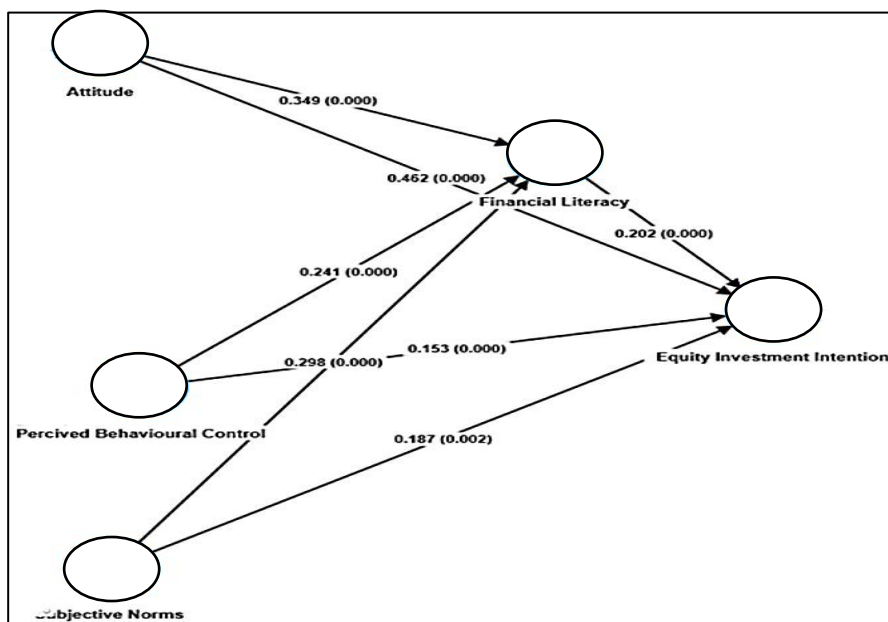 Attitude
0.349 (0.000)
0.462 (0.000)
Financial Literacy
0.202 (0.000)
0.241 (0.000)
0.298 (0.000)
0.153 (0.000)
Equity Investment Intention
Percived Behavioural Control
0.187 (0.002)
Subjective Norms